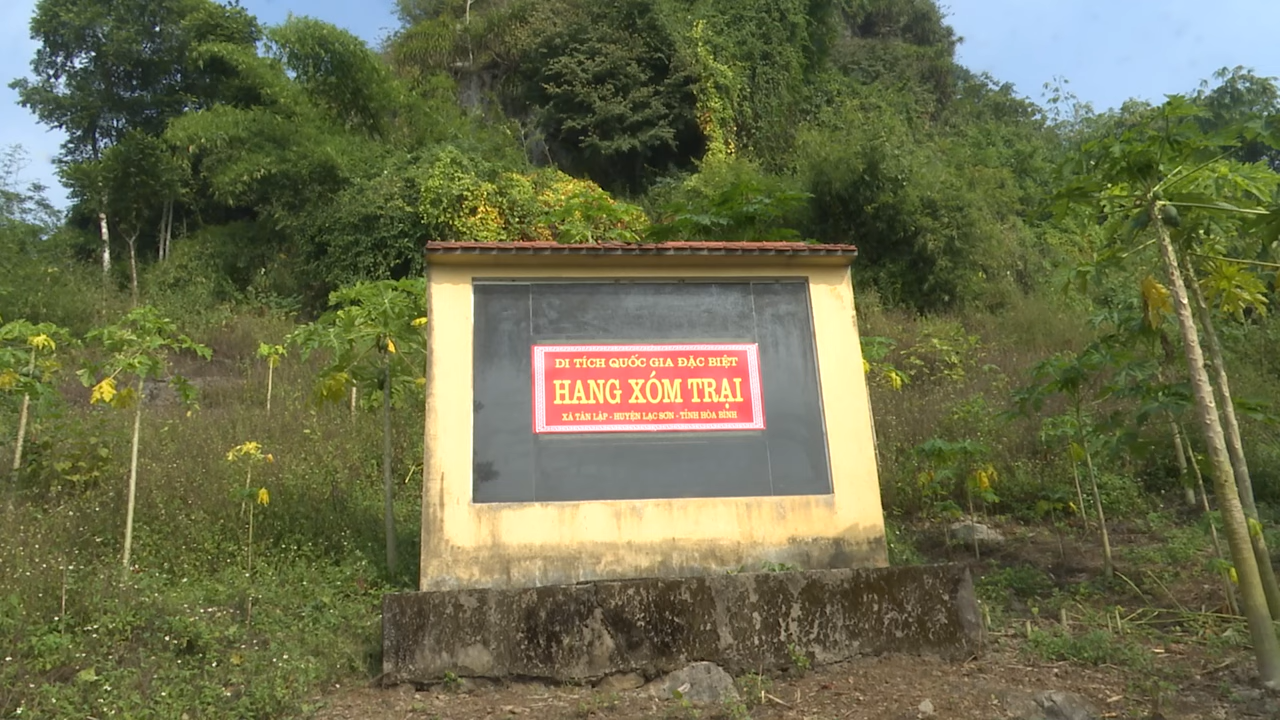 DI TÍCH QUỐC GIA ĐẶC BIỆT
HANG XÓM TRẠI
XÃ TÂN LẬP - HUYỆN LẠC SƠN - TỈNH HÒA BÌNH